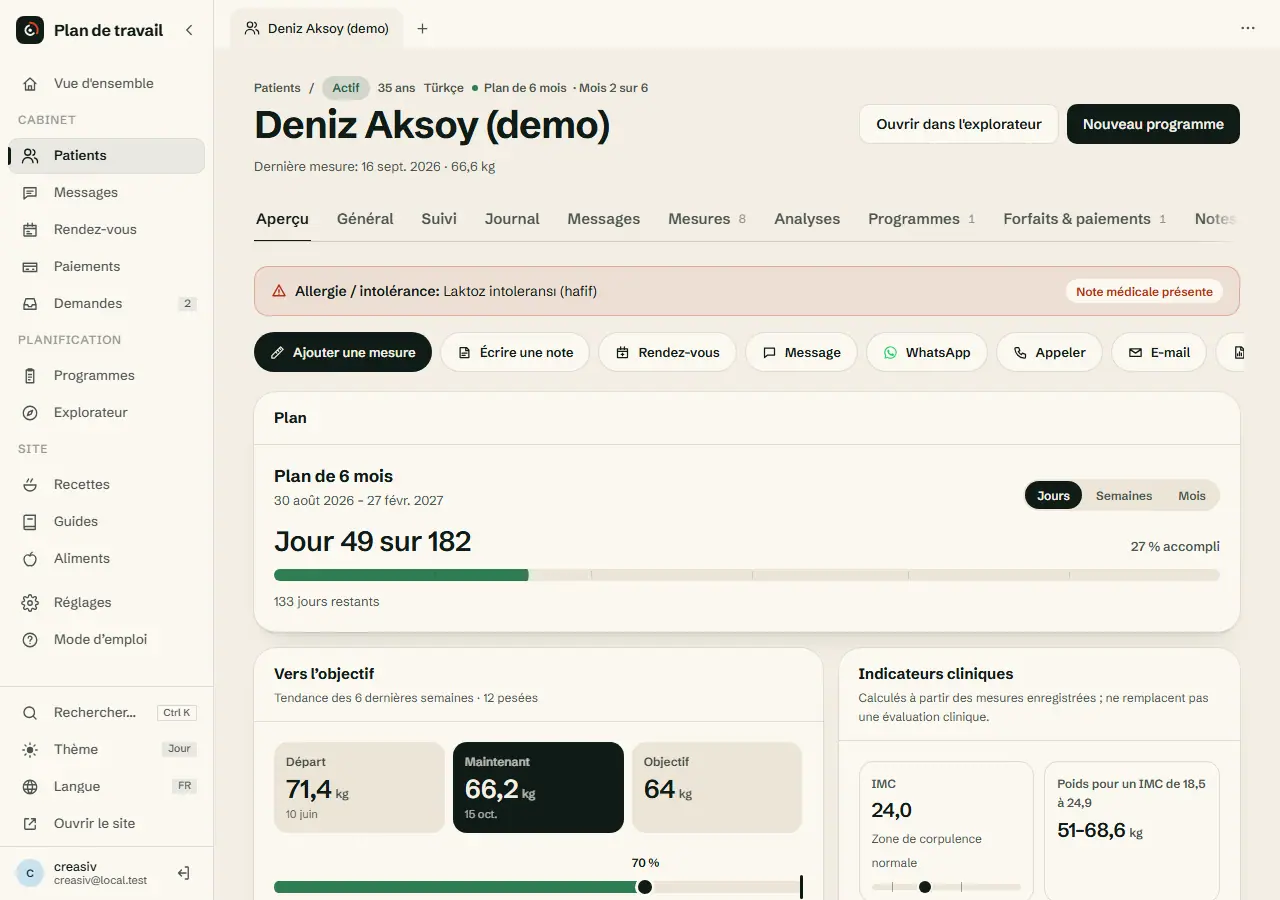 Plan de travail
Vue d'ensemble
CABINET
Patients
Messages
Rendez-vous
Paiements
Demandes 2
PLANIFICATION
Programmes
Explorateur
SITE
Recettes
Guides
Aliments
Réglages
Mode d’emploi
Rechercher... Ctrl K
Thème Jour
Langue FR
Ouvrir le site
C creasiv
creasiv@local.test
Deniz Aksoy (demo)
Patients / Actif 35 ans Türkçe • Plan de 6 mois · Mois 2 sur 6
Deniz Aksoy (demo)
Dernière mesure: 16 sept. 2026 · 66,6 kg
Ouvrir dans l'explorateur
Nouveau programme
Aperçu Général Suivi Journal Messages Mesures 8 Analyses Programmes 1 Forfaits & paiements 1 Notes
Allergie / intolérance: Laktoz intoleransı (hafif) Note médicale présente
Ajouter une mesure Écrire une note Rendez-vous Message WhatsApp Appeler E-mail
Plan
Plan de 6 mois
30 août 2026 – 27 févr. 2027
Jours Semaines Mois
Jour 49 sur 182
27 % accompli
133 jours restants
Vers l’objectif
Tendance des 6 dernières semaines · 12 pesées
Départ
71,4 kg
10 juin
Maintenant
66,2 kg
15 oct.
Objectif
64 kg
70 %
Indicateurs cliniques
Calculés à partir des mesures enregistrées ; ne remplacent pas
une évaluation clinique.
IMC
24,0
Zone de corpulence
normale
Poids pour un IMC de 18,5
à 24,9
51–68,6 kg